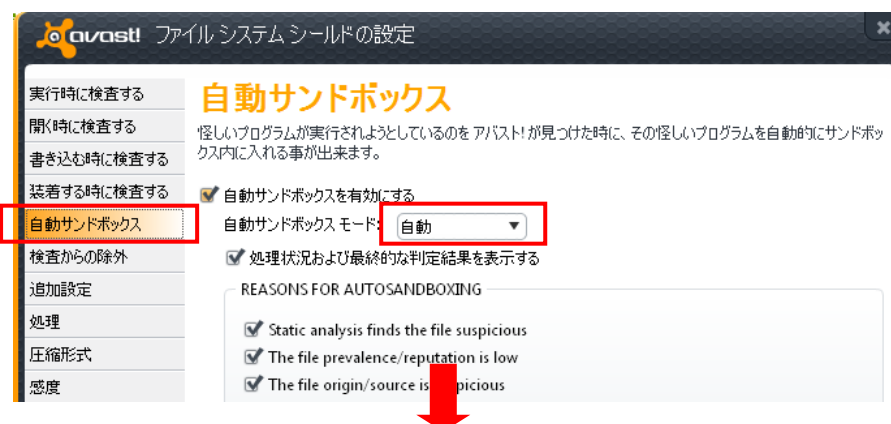 avast! ファイル システム シールドの設定
実行時に検査する
開く時に検査する
書き込む時に検査する
装着する時に検査する
自動サンドボックス
検査からの除外
追加設定
処理
圧縮形式
感度
自動サンドボックス
怪しいプログラムが実行されようとしているのを アバスト! が見つけた時に、その怪しいプログラムを自動的にサンドボッ
クス内に入れる事が出来ます。
自動サンドボックスを有効にする
自動サンドボックス モード: 自動
処理状況および最終的な判定結果を表示する
REASONS FOR AUTOSANDBOXING
Static analysis finds the file suspicious
The file prevalence/reputation is low
The file origin/source is suspicious